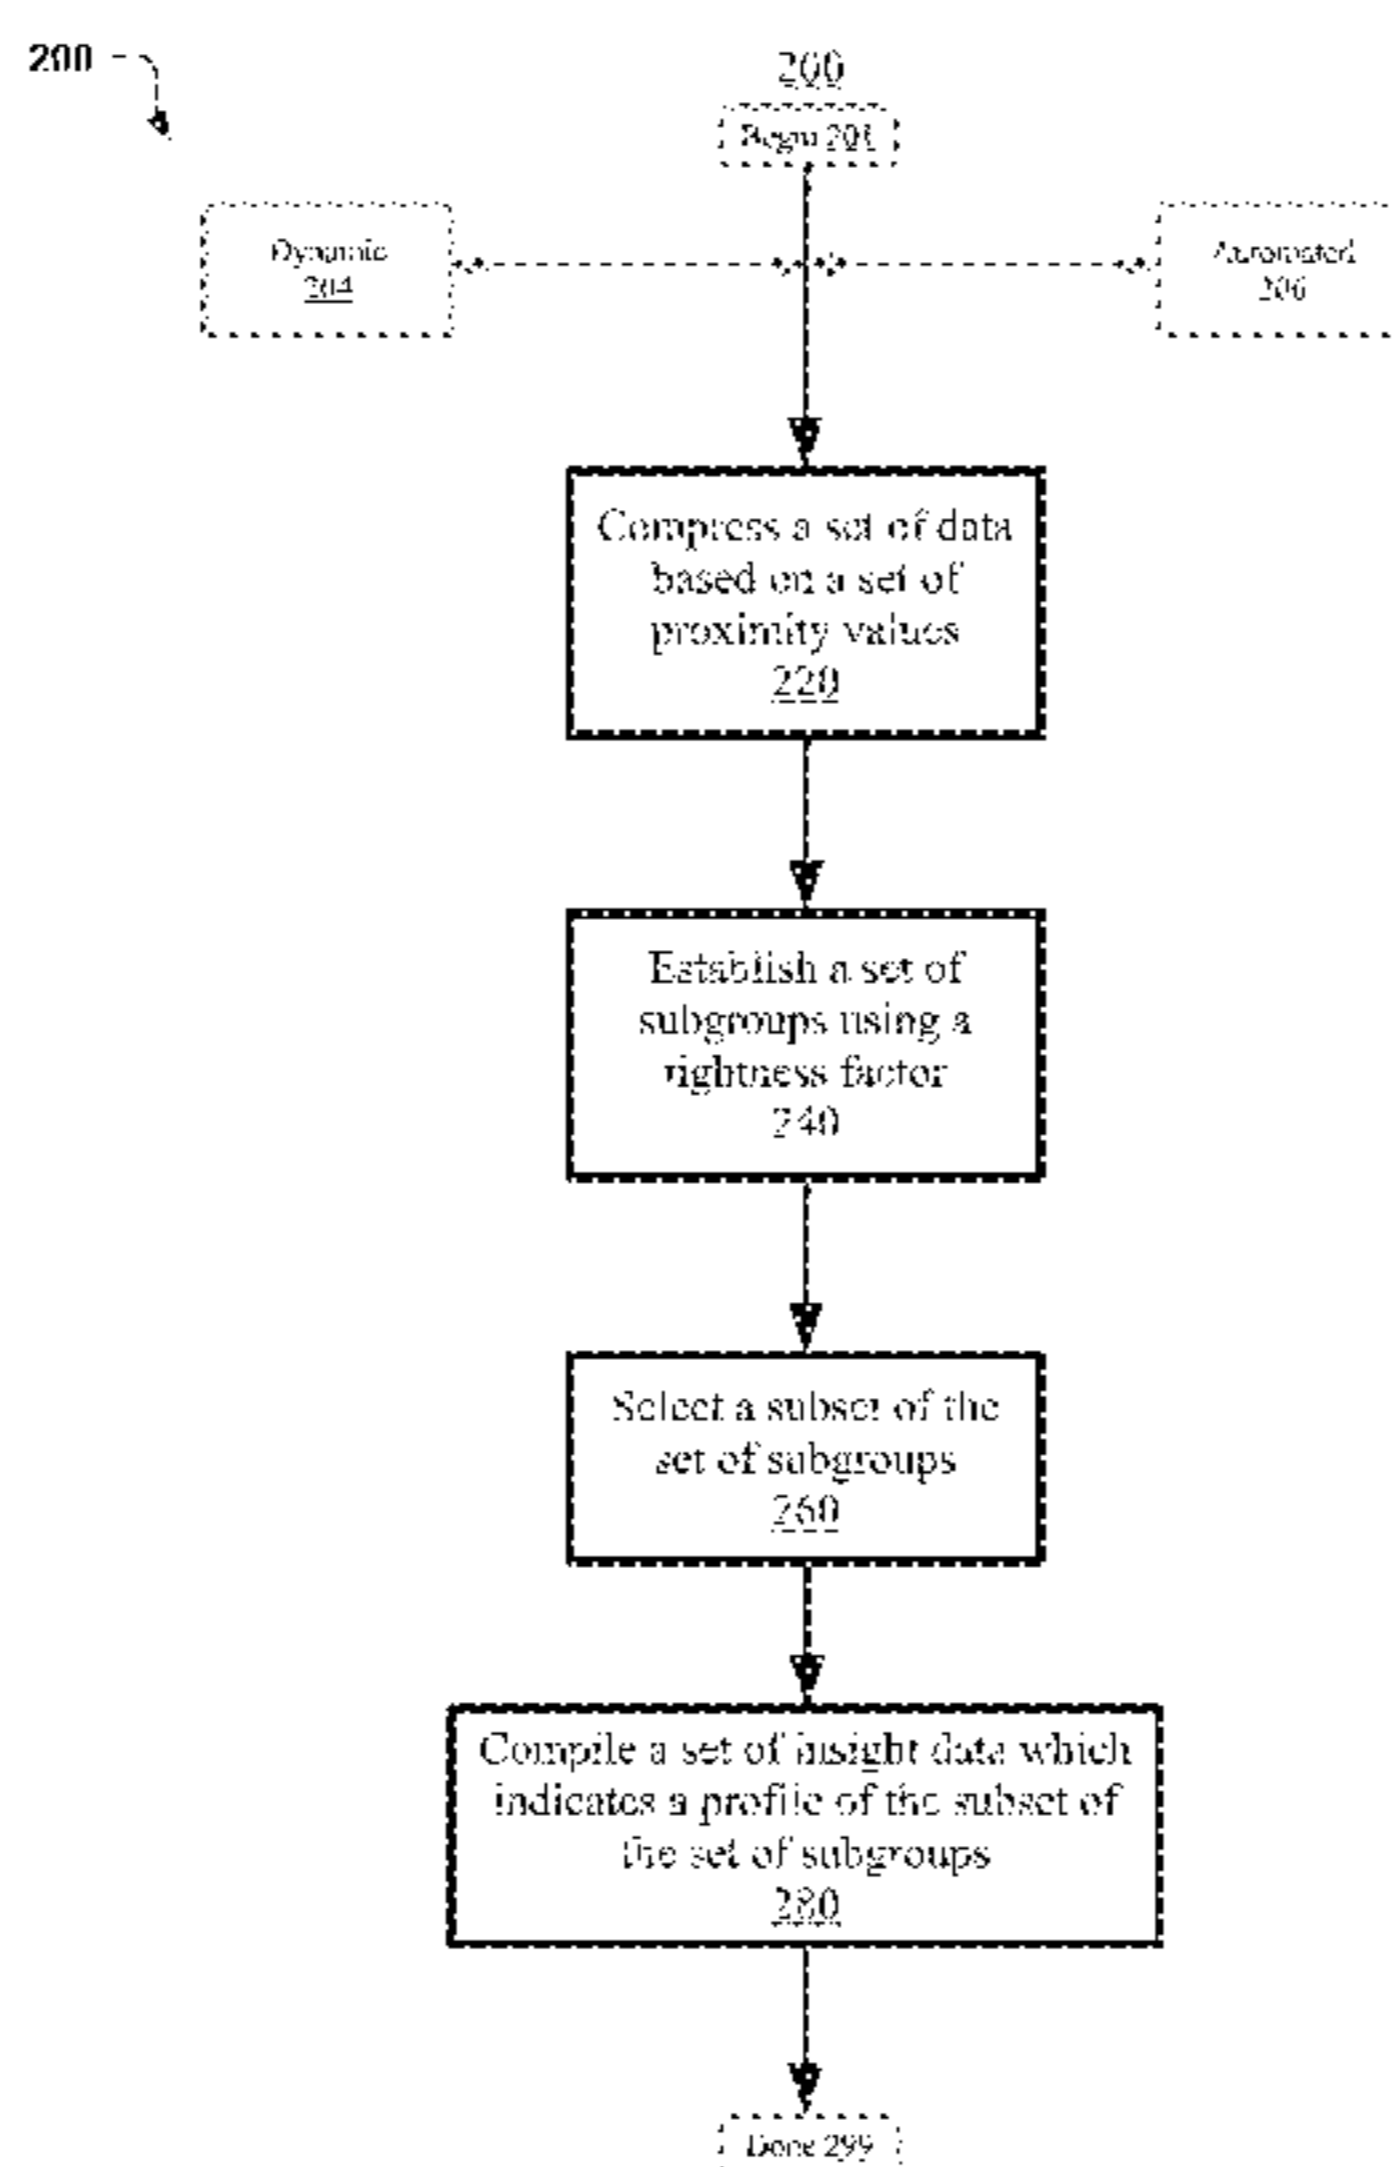 200
200
Begin 201
Dynamic
204
Automated
206
Compress a set of data
based on a set of
proximity values
220
Establish a set of
subgroups using a
tightness factor
240
Select a subset of the
set of subgroups
260
Compile a set of insight data which
indicates a profile of the subset of
the set of subgroups
280
Done 299